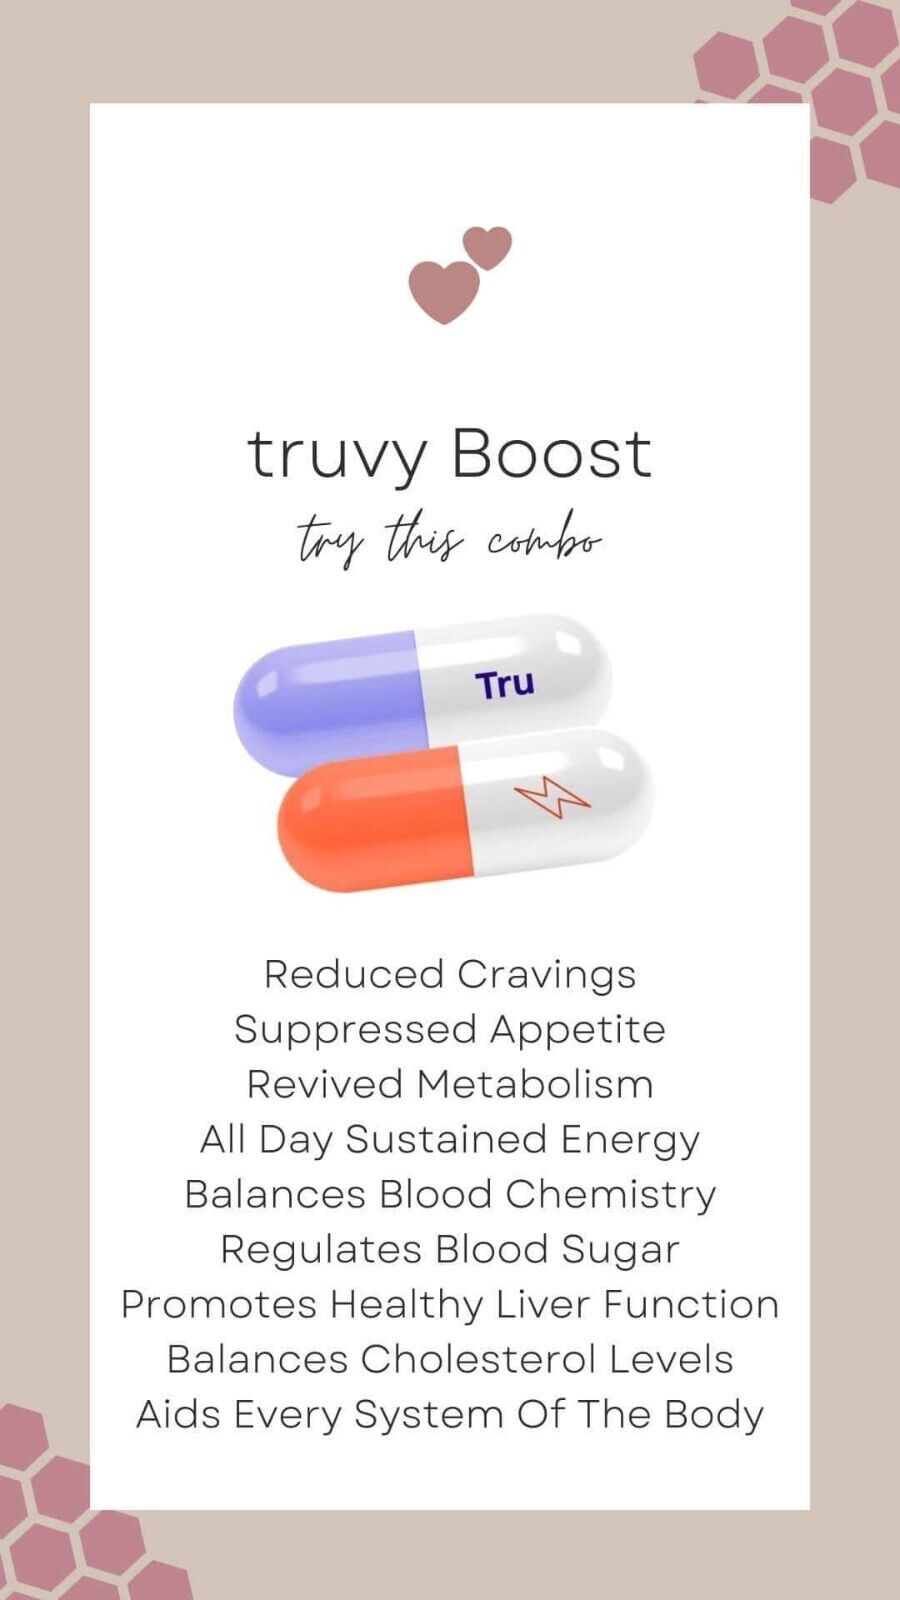 truvy Boost
try this combo
Tru
Reduced Cravings
Suppressed Appetite
Revived Metabolism
All Day Sustained Energy
Balances Blood Chemistry
Regulates Blood Sugar
Promotes Healthy Liver Function
Balances Cholesterol Levels
Aids Every System Of The Body